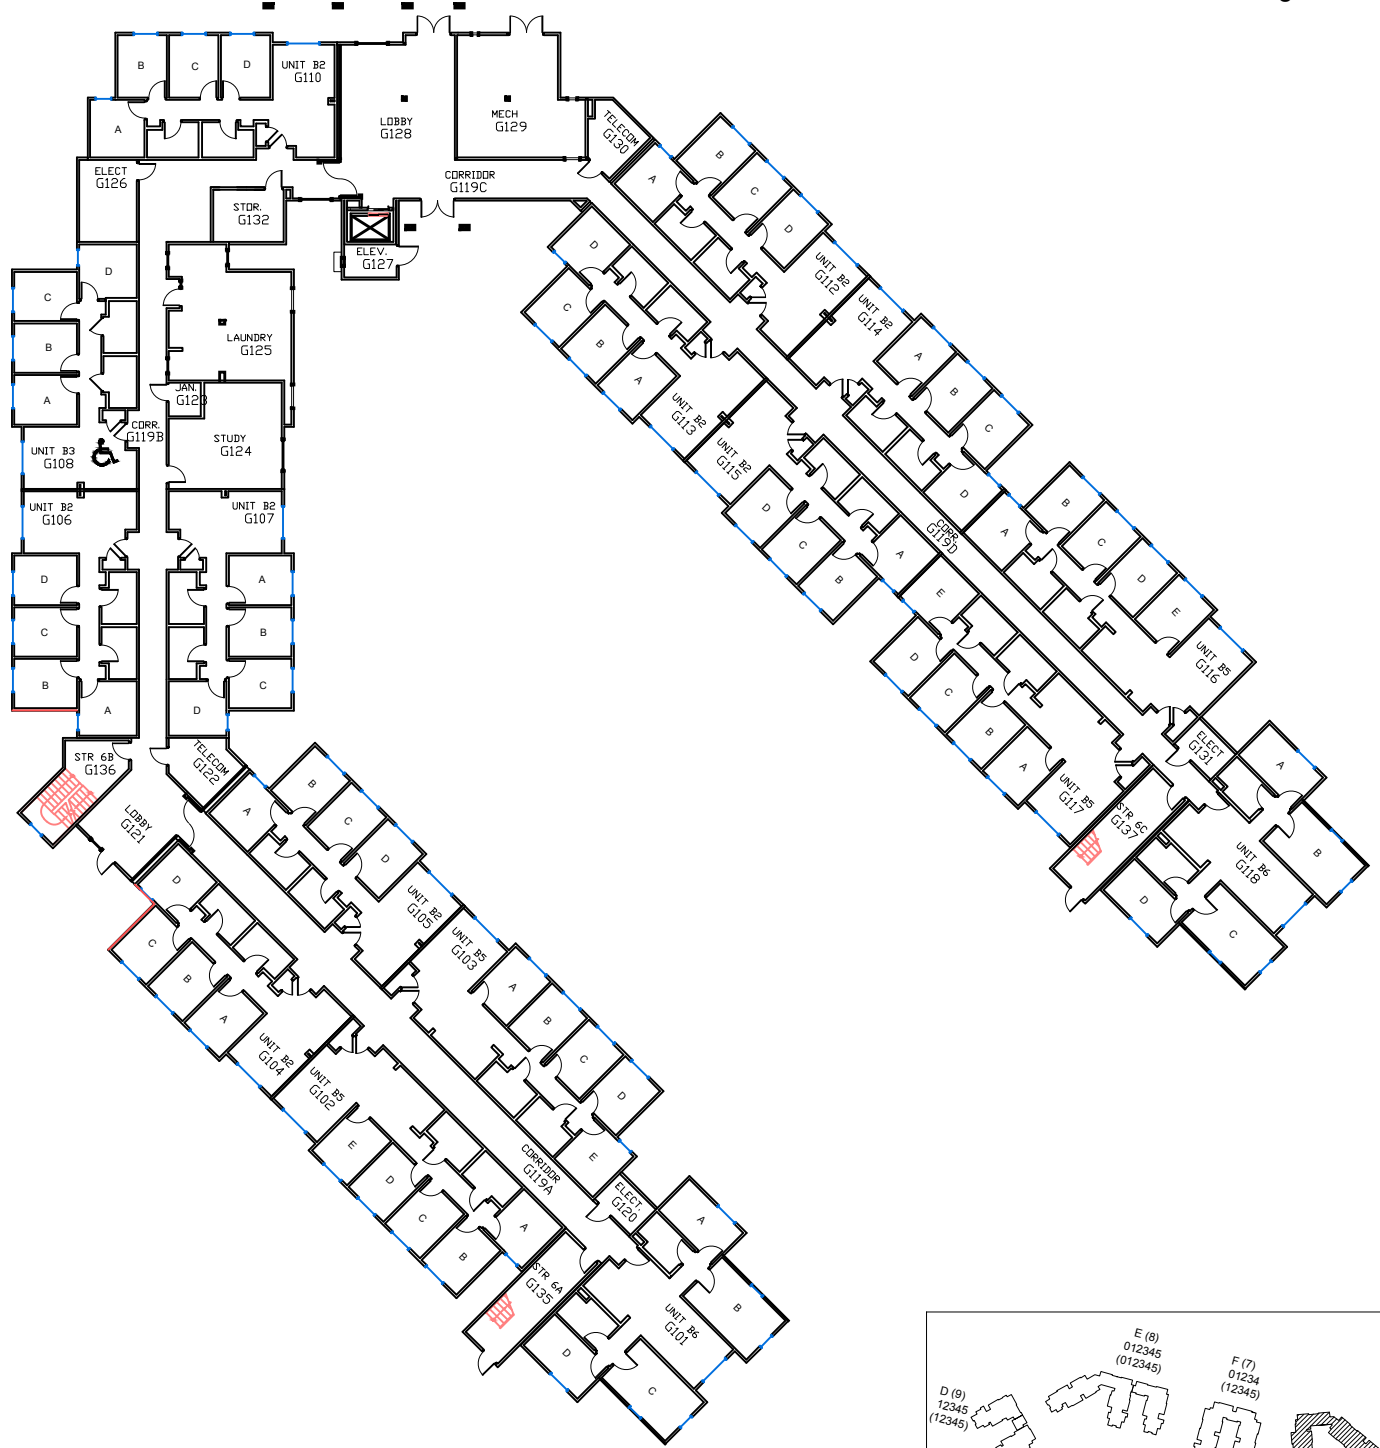 B
C
D
UNIT B2
G110
A
LOBBY
G128
MECH
G129
TELECOM
G130
ELECT
G126
CORRIDOR
G119C
STOR.
G132
ELEV.
G127
A
B
C
D
UNIT B2
G112
UNIT B2
G114
A
B
C
D
D
C
B
A
UNIT B2
G113
UNIT B2
G115
D
C
B
A
CORR.
G119D
D
C
B
A
LAUNDRY
G125
JAN.
G123
CORR.
G119B
STUDY
G124
UNIT B3
G108
UNIT B2
G106
UNIT B2
G107
D
C
B
A
A
B
C
D
A
B
C
D
E
UNIT B5
G116
E
D
C
B
A
UNIT B5
G117
ELECT
G131
STR 6C
G137
A
B
UNIT B6
G118
D
C
STR 6B
G136
TELECOM
G122
LOBBY
G121
A
B
C
D
UNIT B2
G105
UNIT B5
G103
A
B
C
D
E
D
C
B
A
UNIT B2
G104
UNIT B5
G102
E
D
C
B
A
CORRIDOR
G119A
ELECT.
G120
STR 6A
G135
A
B
UNIT B6
G101
D
C
E (8)
012345
(012345)
F (7)
01234
(12345)
D (9)
12345
(12345)